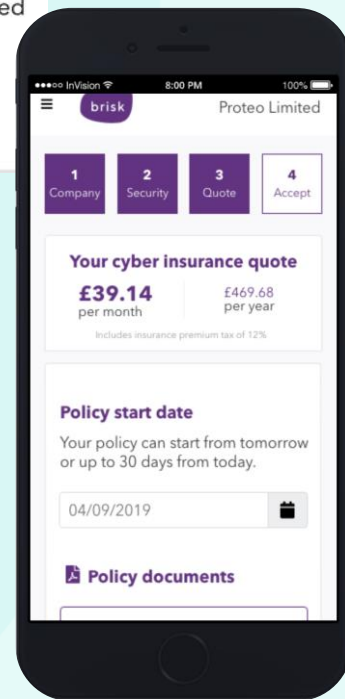 ed
InVision 8:00 PM 100%
brisk Proteo Limited
1 2 3 4
Company Security Quote Accept
Your cyber insurance quote
£39.14 £469.68
per month per year
Includes insurance premium tax of 12%
Policy start date
Your policy can start from tomorrow
or up to 30 days from today.
04/09/2019
Policy documents